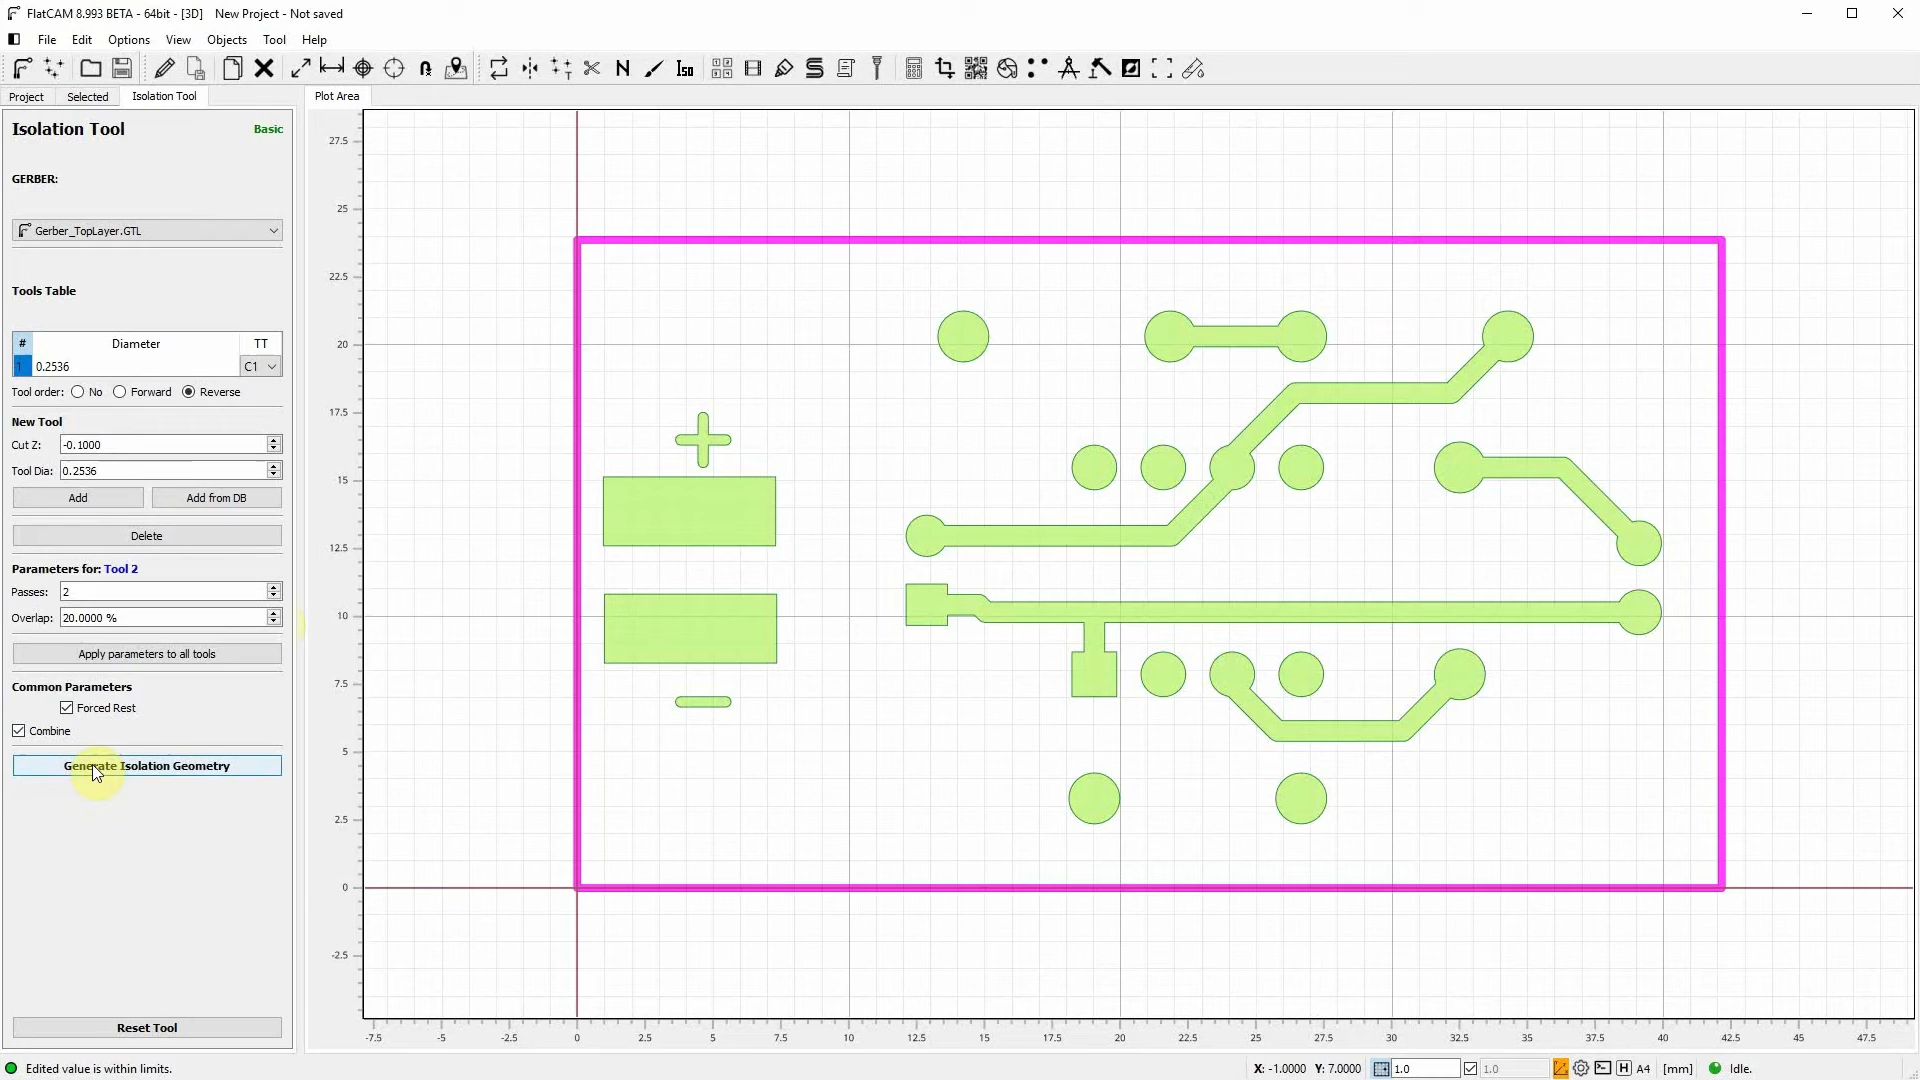 FlatCAM 8.993 BETA - 64bit - [3D]    New Project - Not saved
File Edit Options View Objects Tool Help
N Iso
Project Selected Isolation Tool Plot Area
Isolation Tool Basic
GERBER:
Gerber_TopLayer.GTL
Tools Table
# Diameter TT
1 0.2536 C1
Tool order: No Forward Reverse
New Tool
Cut Z: -0.1000
Tool Dia: 0.2536
Add Add from DB
Delete
Parameters for: Tool 2
Passes: 2
Overlap: 20.0000 %
Apply parameters to all tools
Common Parameters
Forced Rest
Combine
Generate Isolation Geometry
Reset Tool
27.5
25
22.5
20
17.5
15
12.5
10
7.5
5
2.5
0
-2.5
-7.5 -5 -2.5 0 2.5 5 7.5 10 12.5 15 17.5 20 22.5 25 27.5 30 32.5 35 37.5 40 42.5 45 47.5
Edited value is within limits. X: -1.0000 Y: 7.0000 1.0 1.0 H A4 [mm] Idle.